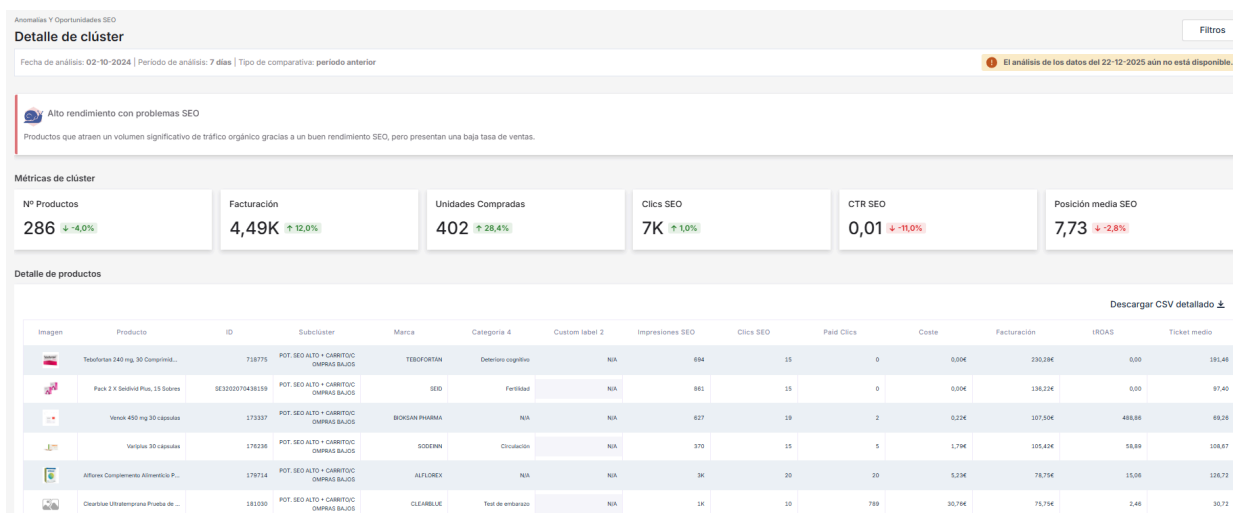 Anomalías Y Oportunidades SEO
Detalle de clúster
Filtros
Fecha de análisis: 02-10-2024 | Periodo de análisis: 7 días | Tipo de comparativa: periodo anterior
El análisis de los datos del 22-12-2025 aún no está disponible.
Alto rendimiento con problemas SEO
Productos que atraen un volumen significativo de tráfico orgánico gracias a un buen rendimiento SEO, pero presentan una baja tasa de ventas.
Métricas de clúster
Nº Productos Facturación Unidades Compradas Clics SEO CTR SEO Posición media SEO
286 ↓ -4,0% 4,49K ↑ 12,0% 402 ↑ 28,4% 7K ↑ 1,0% 0,01 ↓ -11,0% 7,73 ↓ -2,8%
Detalle de productos
Descargar CSV detallado
Imagen Producto ID Subclúster Marca Categoria 4 Custom label 2 Impresiones SEO Clics SEO Paid Clics Coste Facturación tROAS Ticket medio
Tebofortan 240 mg, 30 Comprimid... 718775 POT. SEO ALTO + CARRITO/C OMPRAS BAJOS TEBOFORTAN Deterioro cognitivo N/A 694 15 0 0,00€ 230,28€ 0,00 191,46
Pack 2 X Seidivid Plus, 15 Sobres SE3202070438159 POT. SEO ALTO + CARRITO/C OMPRAS BAJOS SEID Fertilidad N/A 861 15 0 0,00€ 138,22€ 0,00 97,40
Venok 450 mg 30 cápsulas 173337 POT. SEO ALTO + CARRITO/C OMPRAS BAJOS BIOKSAN PHARMA N/A N/A 627 19 2 0,22€ 107,50€ 488,86 69,26
Variplus 30 cápsulas 176236 POT. SEO ALTO + CARRITO/C OMPRAS BAJOS SODEINN Circulación N/A 370 15 5 1,79€ 105,42€ 58,89 108,67
Alflorex Complemento Alimenticio P... 179714 POT. SEO ALTO + CARRITO/C OMPRAS BAJOS ALFLOREX N/A N/A 3K 20 20 5,23€ 78,75€ 15,06 126,72
Clearblue Ultratemprana Prueba de ... 181030 POT. SEO ALTO + CARRITO/C OMPRAS BAJOS CLEARBLUE Test de embarazo N/A 1K 10 789 30,76€ 75,75€ 2,46 30,72